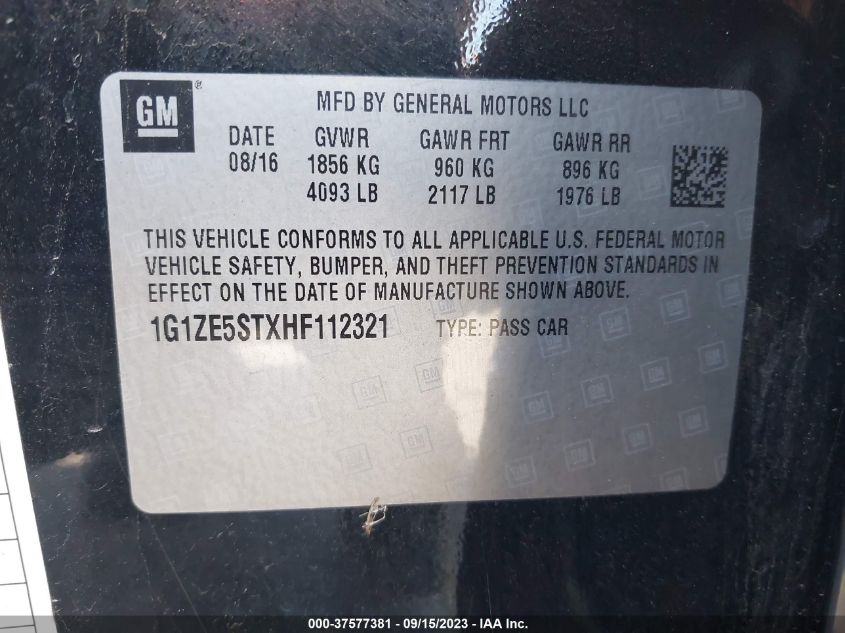 GM ® MFD BY GENERAL MOTORS LLC
DATE GVWR GAWR FRT GAWR RR
08/16 1856 KG 960 KG 896 KG
4093 LB 2117 LB 1976 LB
THIS VEHICLE CONFORMS TO ALL APPLICABLE U.S. FEDERAL MOTOR
VEHICLE SAFETY, BUMPER, AND THEFT PREVENTION STANDARDS IN
EFFECT ON THE DATE OF MANUFACTURE SHOWN ABOVE.
1G1ZE5STXHF112321 TYPE: PASS CAR
000-37577381 - 09/15/2023 - IAA Inc.